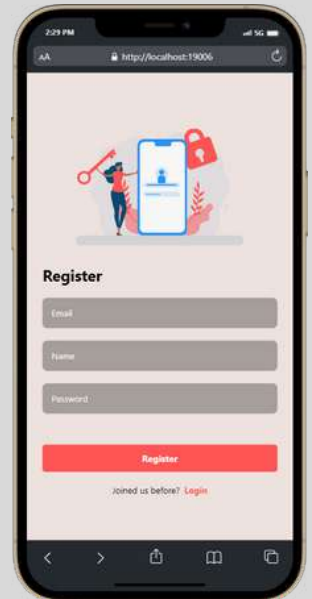 2:29 PM
5G
AA
http://localhost:19006
Register
Email
Name
Password
Register
Joined us before? Login